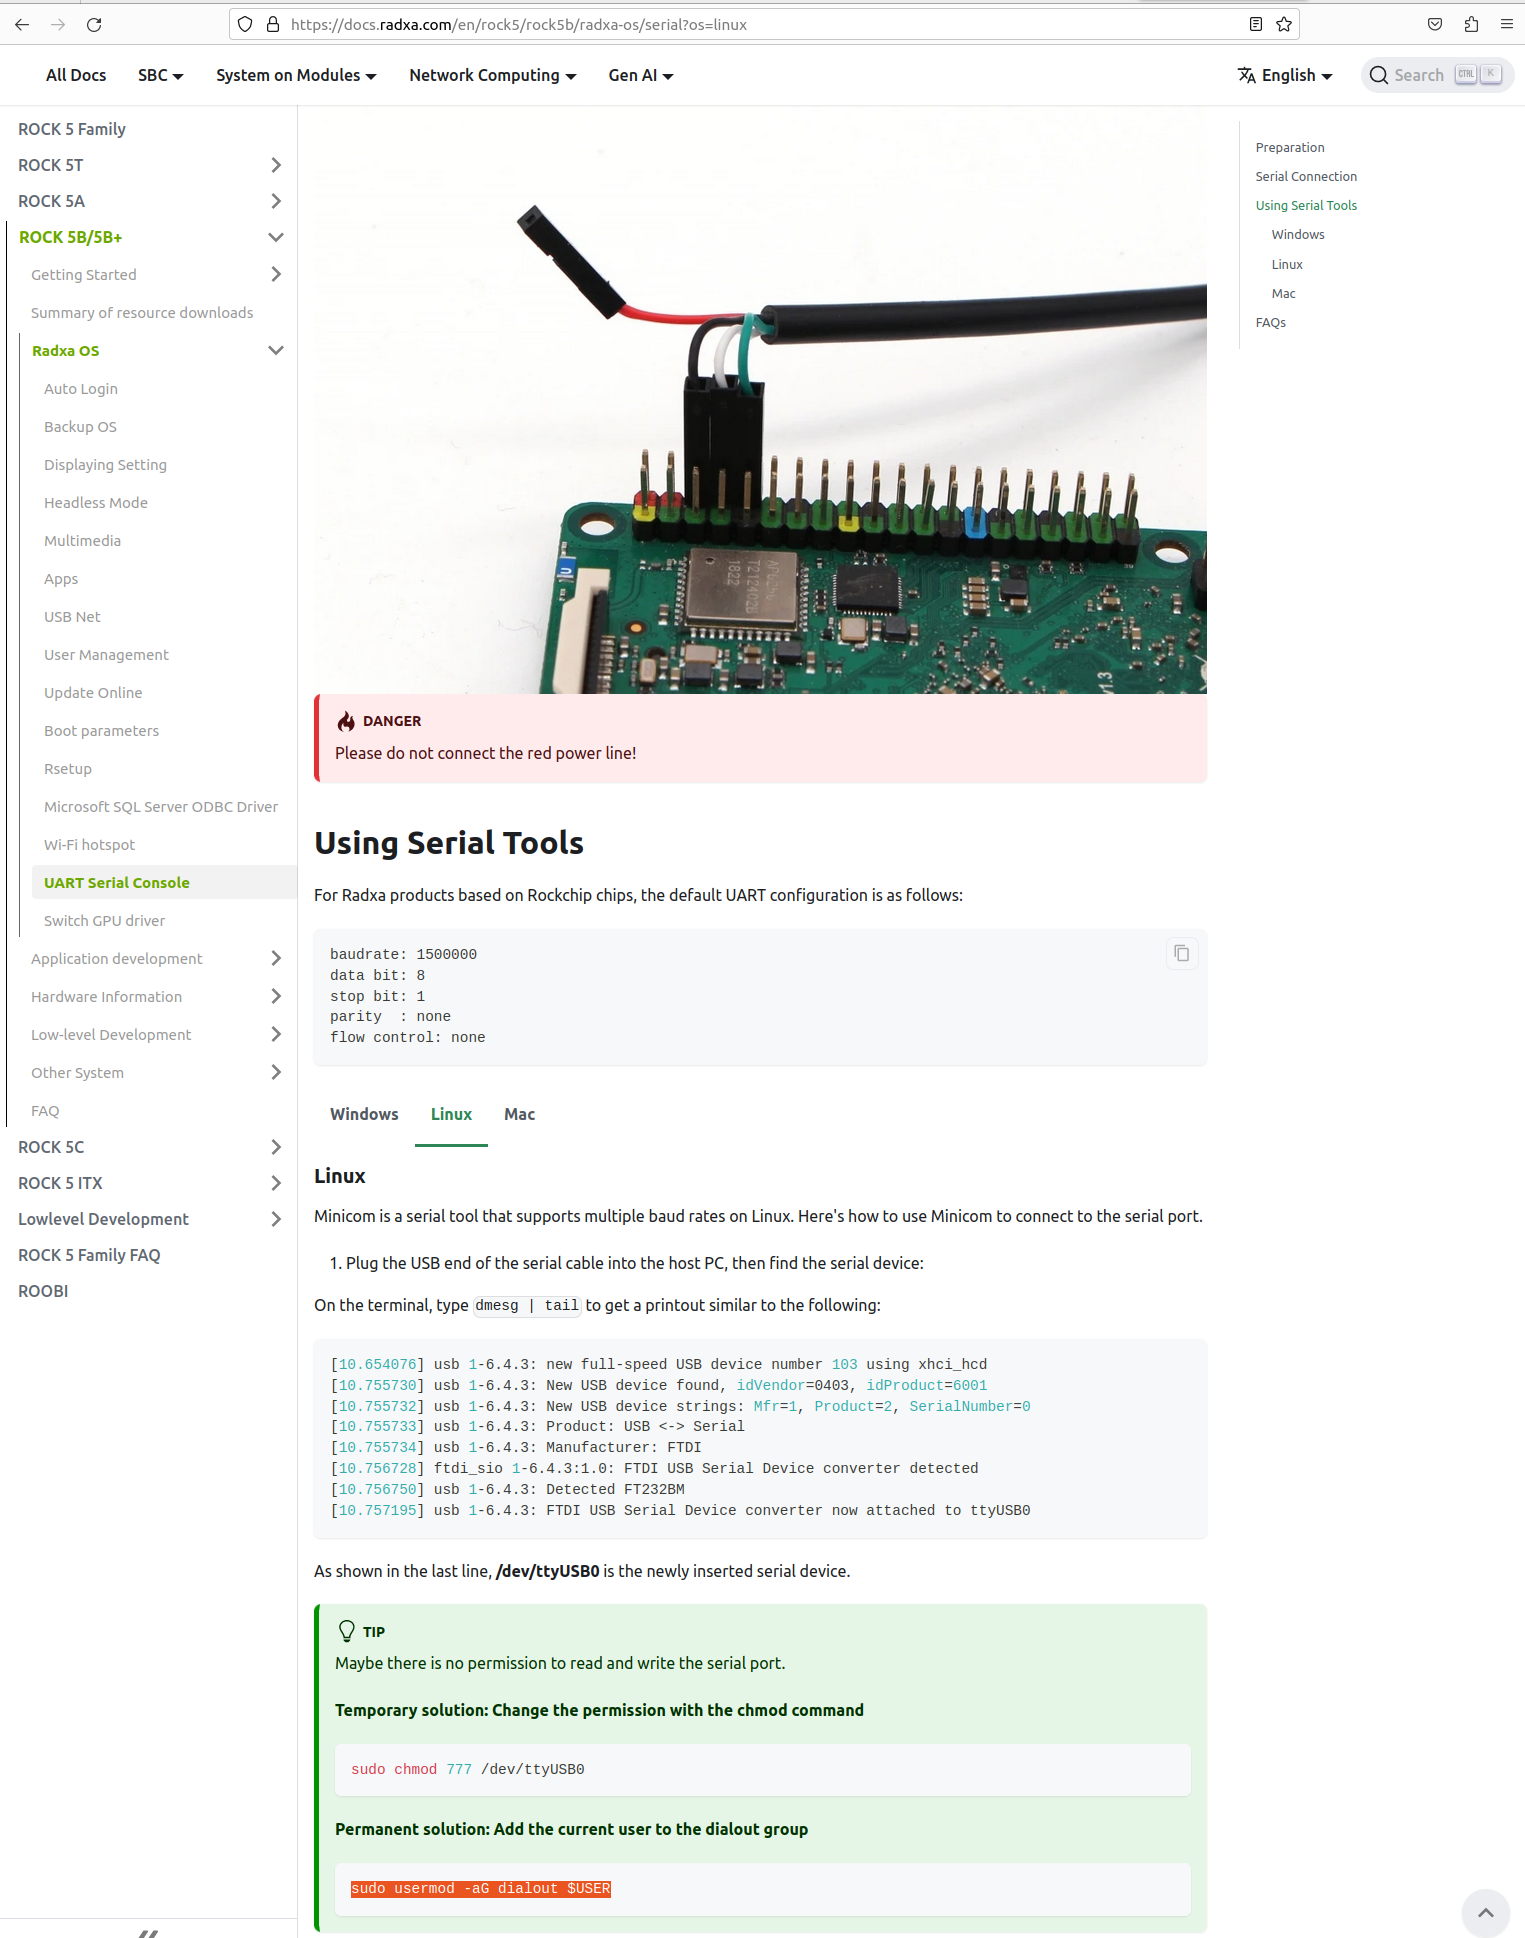 https://docs.radxa.com/en/rock5/rock5b/radxa-os/serial?os=linux
All Docs
SBC
System on Modules
Network Computing
Gen AI
English
Search
CTRL
K
ROCK 5 Family
ROCK 5T
ROCK 5A
ROCK 5B/5B+
Getting Started
Summary of resource downloads
Radxa OS
Auto Login
Backup OS
Displaying Setting
Headless Mode
Multimedia
Apps
USB Net
User Management
Update Online
Boot parameters
Rsetup
Microsoft SQL Server ODBC Driver
Wi-Fi hotspot
UART Serial Console
Switch GPU driver
Application development
Hardware Information
Low-level Development
Other System
FAQ
ROCK 5C
ROCK 5 ITX
Lowlevel Development
ROCK 5 Family FAQ
ROOBI
T212402B
1822
DANGER
Please do not connect the red power line!
Using Serial Tools
For Radxa products based on Rockchip chips, the default UART configuration is as follows:
baudrate: 1500000
data bit: 8
stop bit: 1
parity  : none
flow control: none
Windows
Linux
Mac
Linux
Minicom is a serial tool that supports multiple baud rates on Linux. Here's how to use Minicom to connect to the serial port.
1. Plug the USB end of the serial cable into the host PC, then find the serial device:
On the terminal, type dmesg | tail to get a printout similar to the following:
[10.654076] usb 1-6.4.3: new full-speed USB device number 103 using xhci_hcd
[10.755730] usb 1-6.4.3: New USB device found, idVendor=0403, idProduct=6001
[10.755732] usb 1-6.4.3: New USB device strings: Mfr=1, Product=2, SerialNumber=0
[10.755733] usb 1-6.4.3: Product: USB <-> Serial
[10.755734] usb 1-6.4.3: Manufacturer: FTDI
[10.756728] ftdi_sio 1-6.4.3:1.0: FTDI USB Serial Device converter detected
[10.756750] usb 1-6.4.3: Detected FT232BM
[10.757195] usb 1-6.4.3: FTDI USB Serial Device converter now attached to ttyUSB0
As shown in the last line, /dev/ttyUSB0 is the newly inserted serial device.
TIP
Maybe there is no permission to read and write the serial port.
Temporary solution: Change the permission with the chmod command
sudo chmod 777 /dev/ttyUSB0
Permanent solution: Add the current user to the dialout group
sudo usermod -aG dialout $USER
Preparation
Serial Connection
Using Serial Tools
Windows
Linux
Mac
FAQs